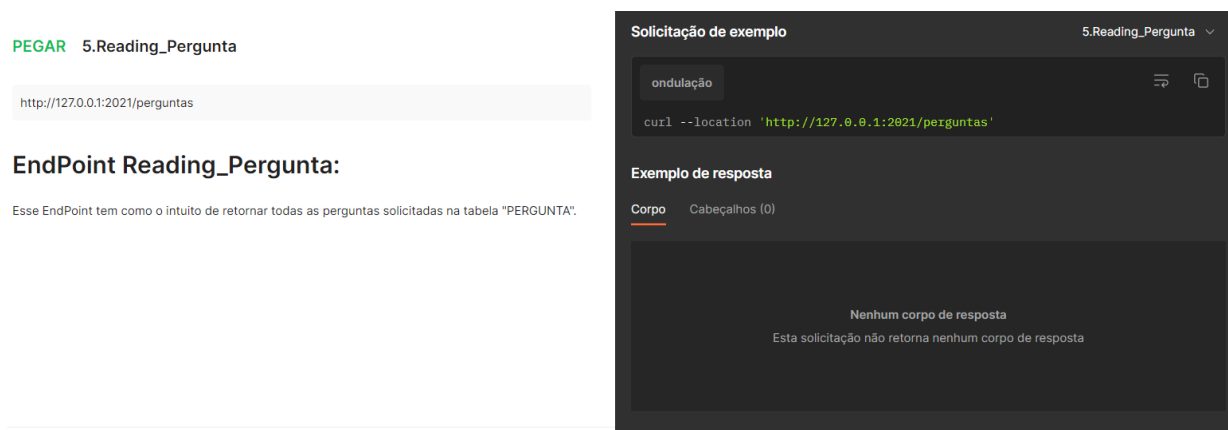 PEGAR 5.Reading_Pergunta
http://127.0.0.1:2021/perguntas
EndPoint Reading_Pergunta:
Esse EndPoint tem como o intuito de retornar todas as perguntas solicitadas na tabela "PERGUNTA".
Solicitação de exemplo
5.Reading_Pergunta
ondulação
curl --location 'http://127.0.0.1:2021/perguntas'
Exemplo de resposta
Corpo Cabeçalhos (0)
Nenhum corpo de resposta
Esta solicitação não retorna nenhum corpo de resposta